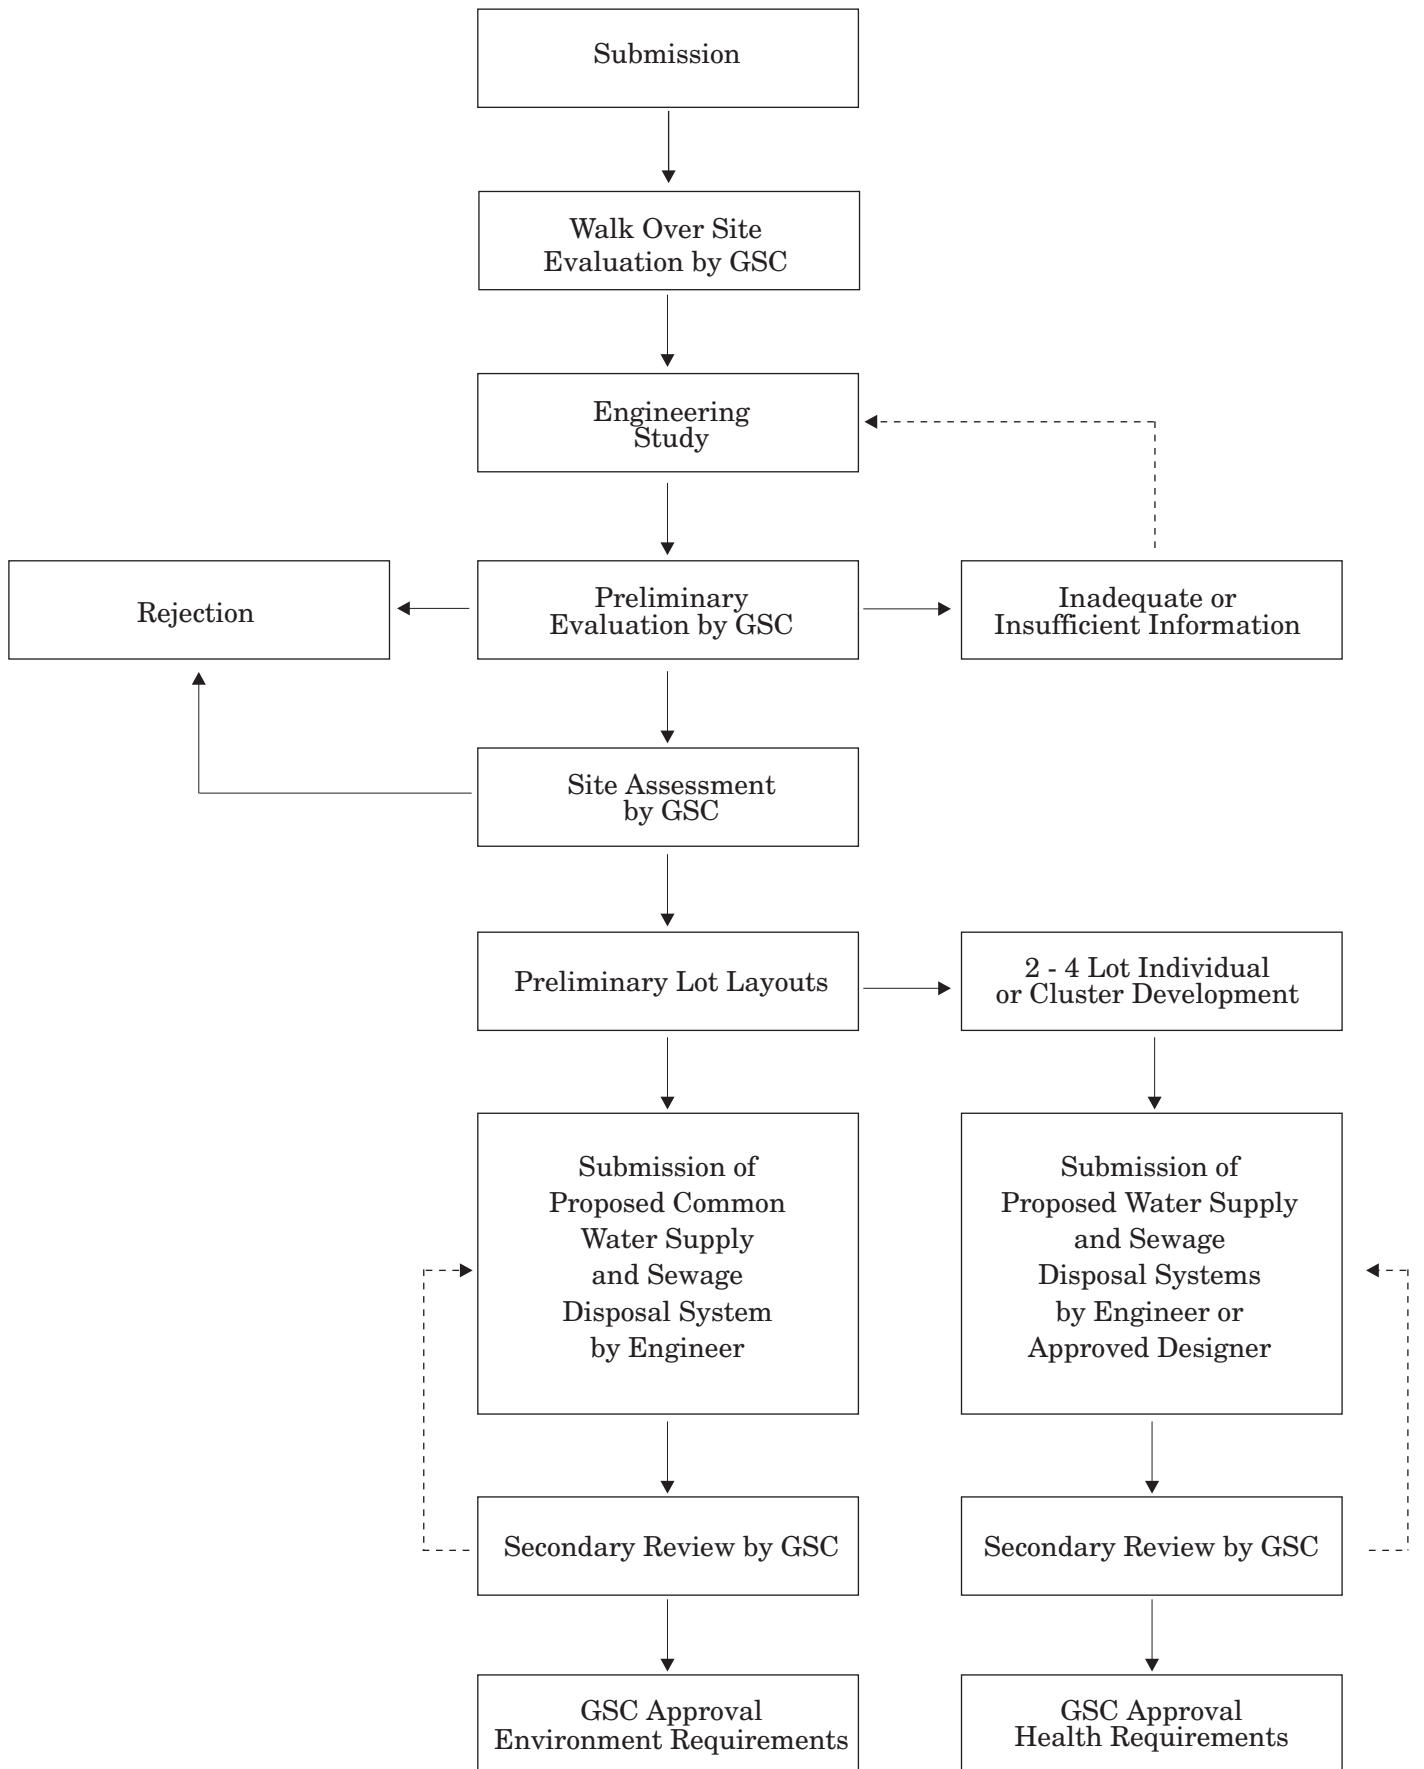 Submission
Walk Over Site
Evaluation by GSC
Engineering
Study
Rejection
Preliminary
Evaluation by GSC
Inadequate or
Insufficient Information
Site Assessment
by GSC
Preliminary Lot Layouts
2 - 4 Lot Individual
or Cluster Development
Submission of
Proposed Common
Water Supply
and Sewage
Disposal System
by Engineer
Submission of
Proposed Water Supply
and Sewage
Disposal Systems
by Engineer or
Approved Designer
Secondary Review by GSC
Secondary Review by GSC
GSC Approval
Environment Requirements
GSC Approval
Health Requirements